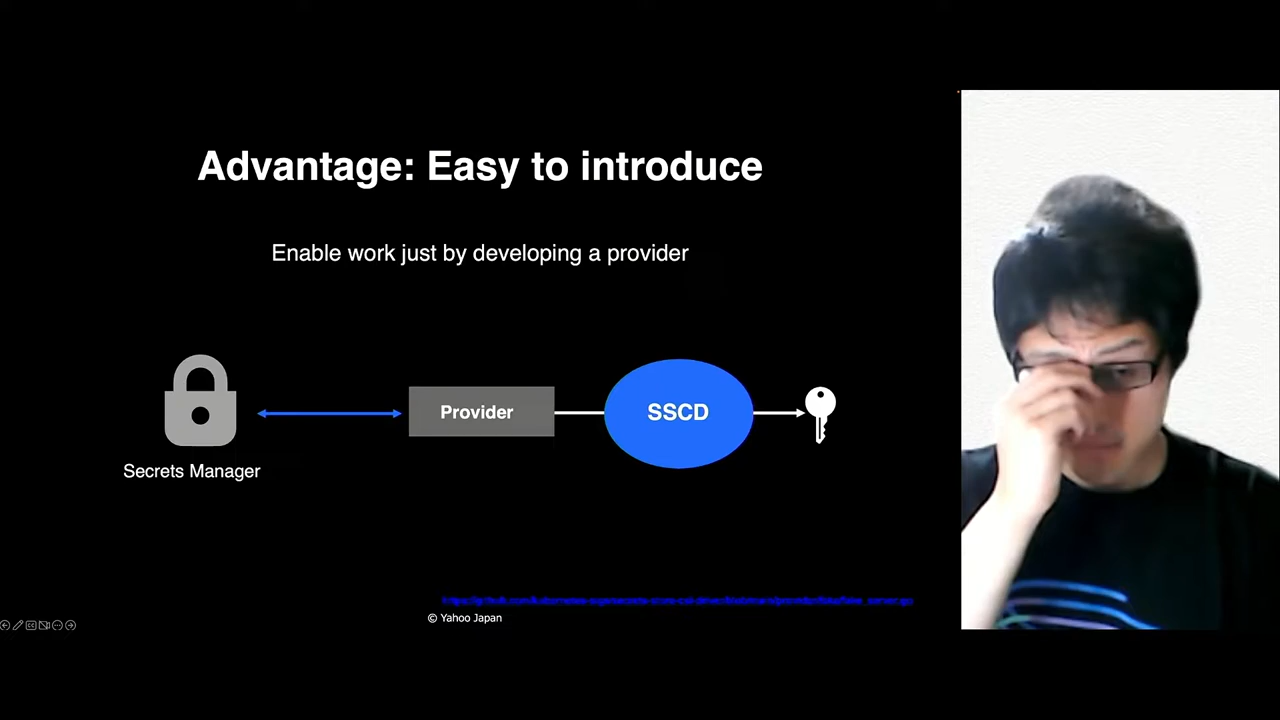 Advantage: Easy to introduce
Enable work just by developing a provider
Provider
SSCD
Secrets Manager
© Yahoo Japan